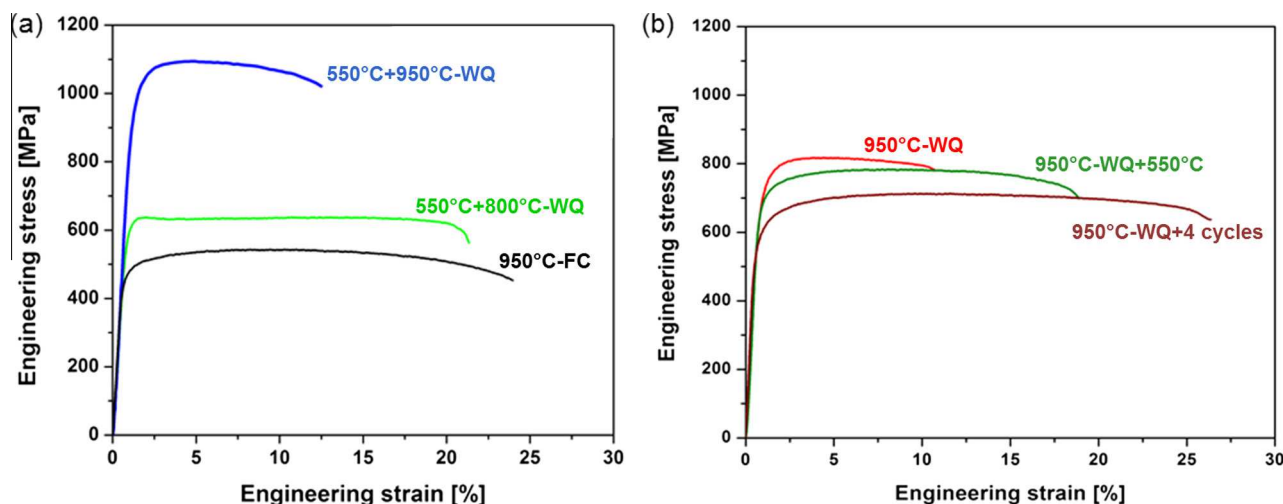 (a)
1200
1000
800
600
400
200
0
Engineering stress [MPa]
550°C+950°C-WQ
550°C+800°C-WQ
950°C-FC
0 5 10 15 20 25 30
Engineering strain [%]
(b)
1200
1000
800
600
400
200
0
Engineering stress [MPa]
950°C-WQ
950°C-WQ+550°C
950°C-WQ+4 cycles
0 5 10 15 20 25 30
Engineering strain [%]